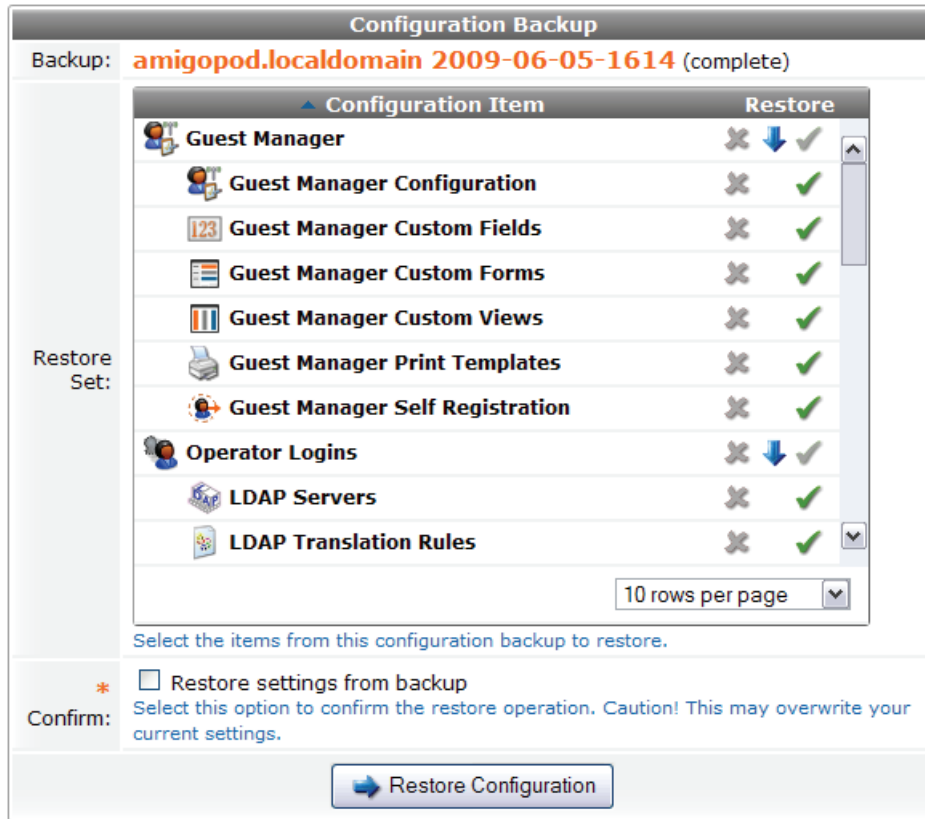 Configuration Backup
Backup: amigopod.localdomain 2009-06-05-1614 (complete)
Configuration Item Restore
Guest Manager
Guest Manager Configuration
123 Guest Manager Custom Fields
Guest Manager Custom Forms
Guest Manager Custom Views
Restore Set:
Guest Manager Print Templates
Guest Manager Self Registration
Operator Logins
LDAP Servers
LDAP Translation Rules
10 rows per page
Select the items from this configuration backup to restore.
* Confirm:
Restore settings from backup
Select this option to confirm the restore operation. Caution! This may overwrite your
current settings.
Restore Configuration